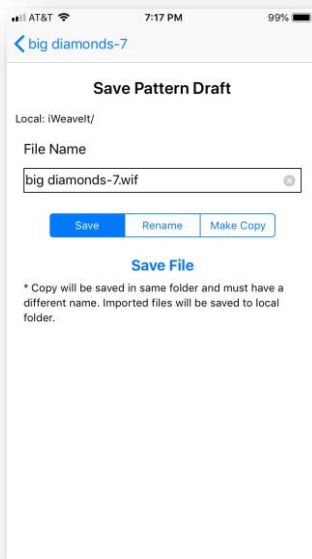 AT&T 7:17 PM 99%
big diamonds-7
Save Pattern Draft
Local: iWeaveIt/
File Name
big diamonds-7.wif
Save Rename Make Copy
Save File
* Copy will be saved in same folder and must have a
different name. Imported files will be saved to local
folder.